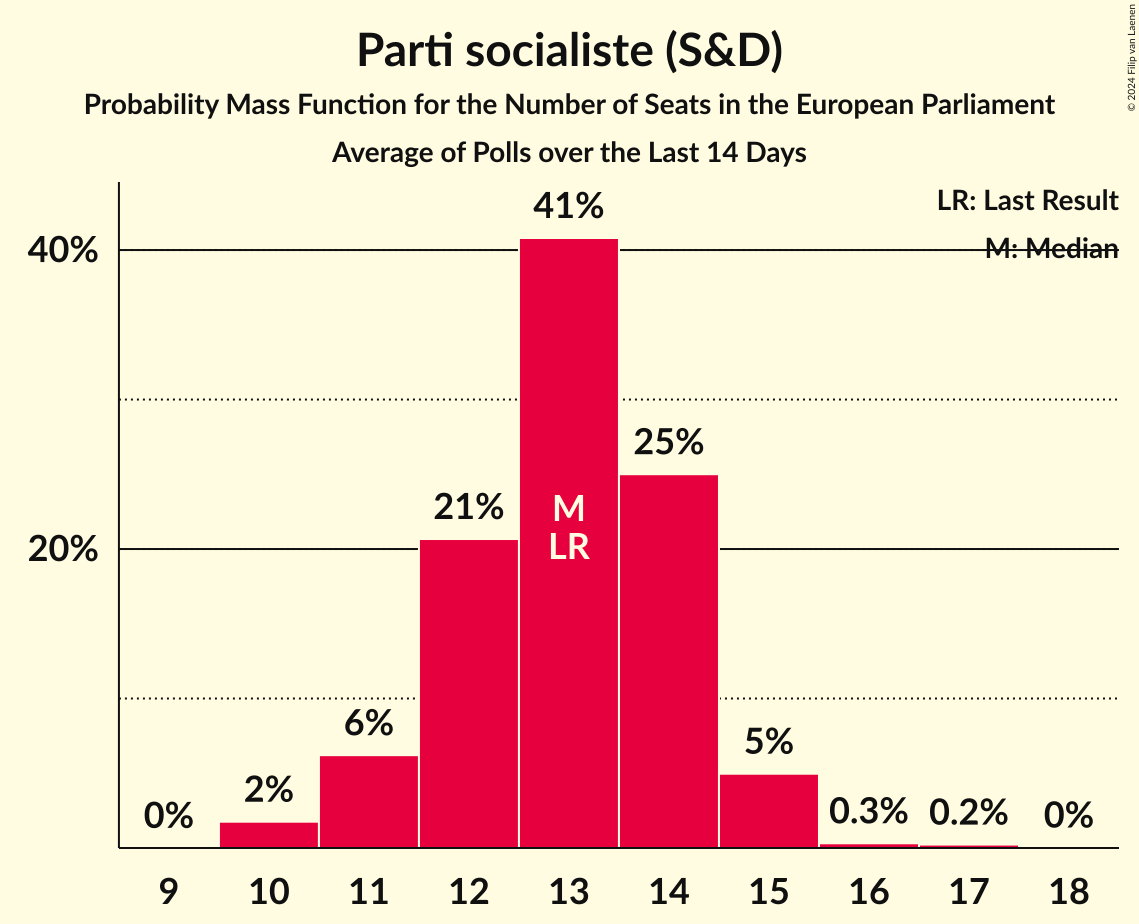 Parti socialiste (S&D)
Probability Mass Function for the Number of Seats in the European Parliament
Average of Polls over the Last 14 Days
© 2024 Filip van Laenen
LR: Last Result
M: Median
40%
20%
0%
2%
6%
21%
41%
25%
5%
0.3%
0.2%
0%
M
LR
9 10 11 12 13 14 15 16 17 18